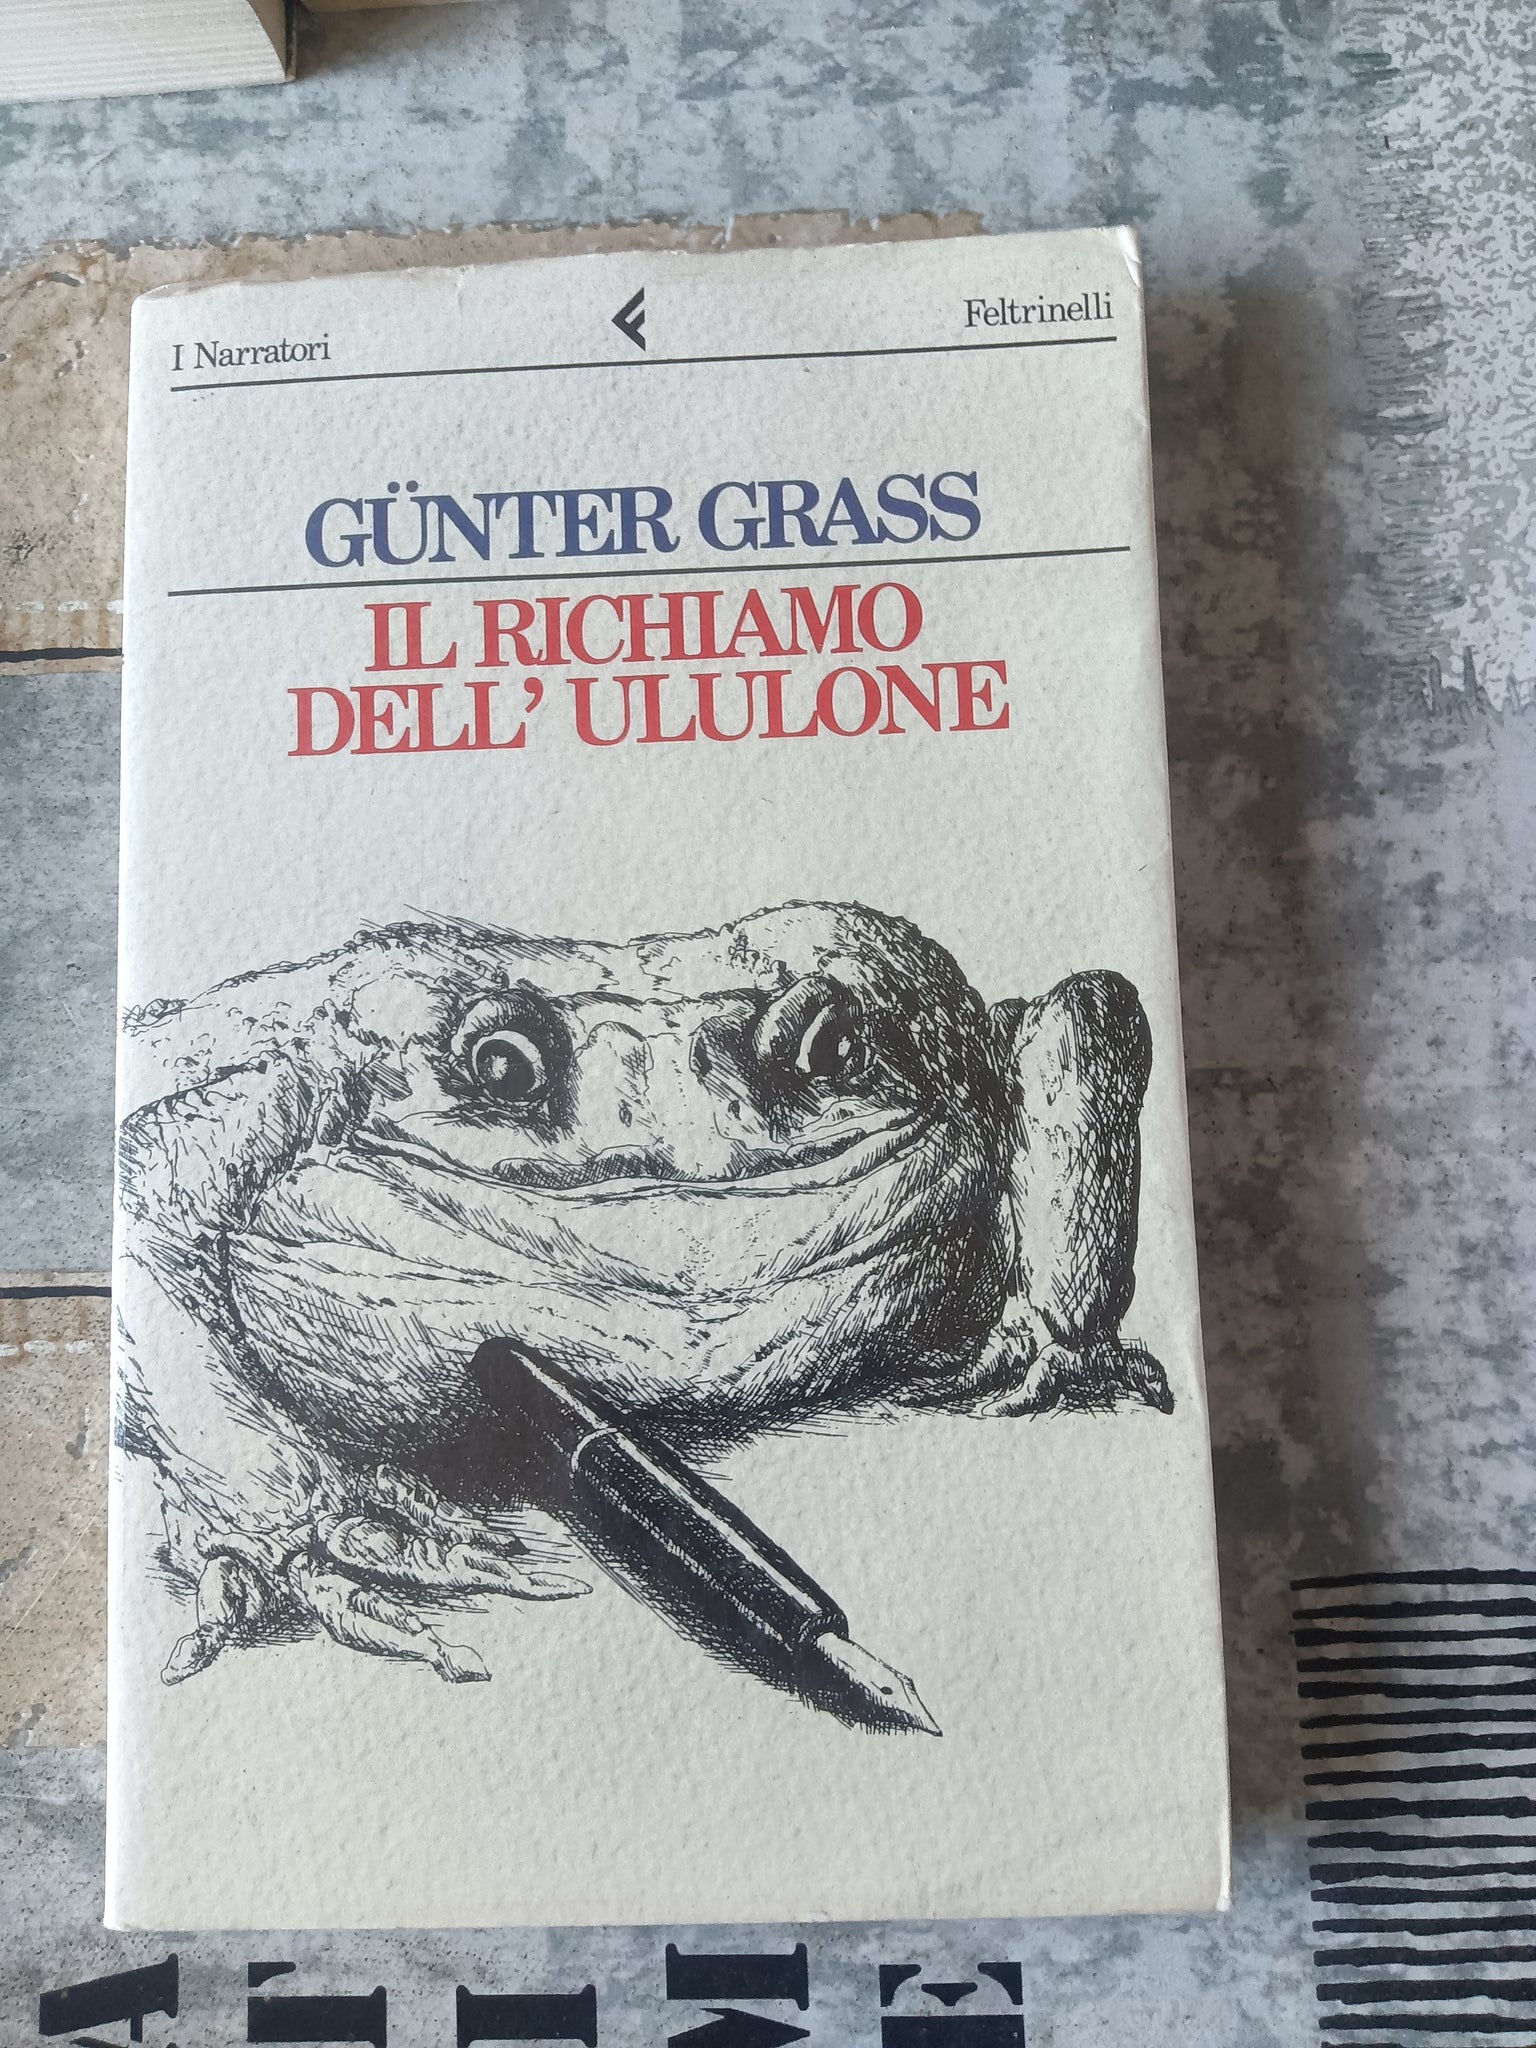 I Narratori
Feltrinelli
GÜNTER GRASS
IL RICHIAMO
DELL' ULULONE